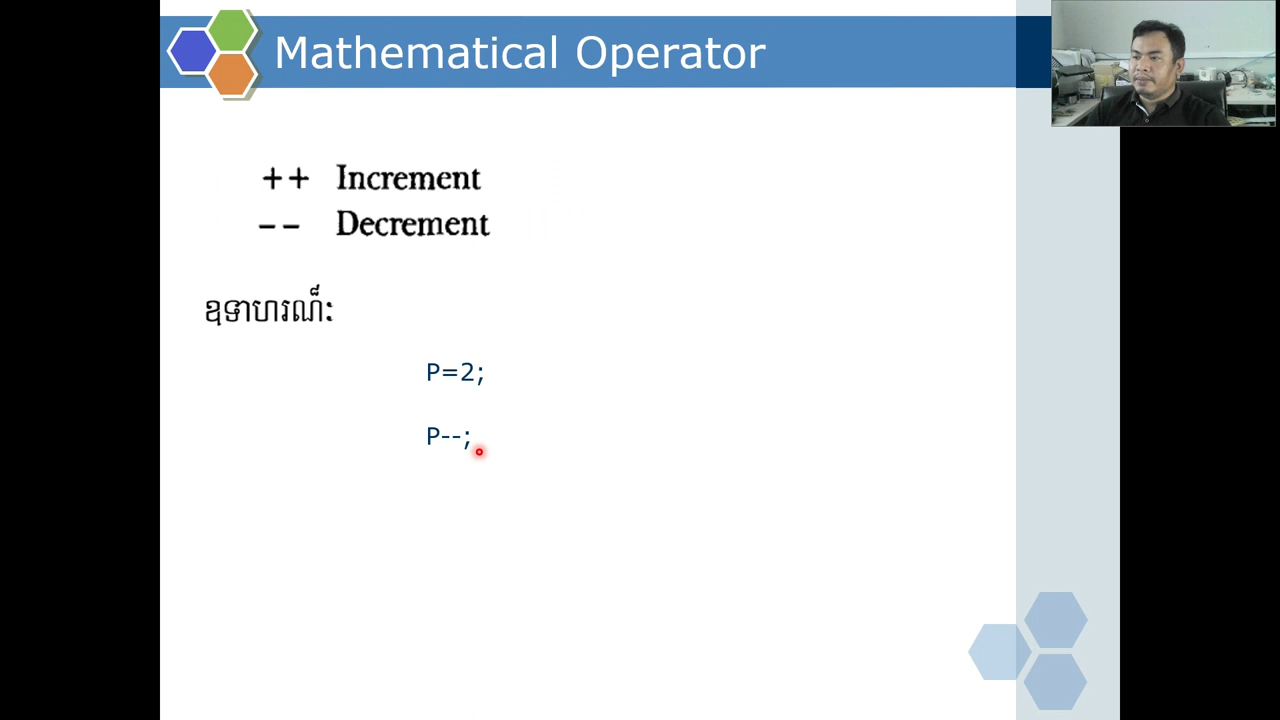 Mathematical Operator
++ Increment
-- Decrement
ឧទាហរណ៏ៈ
P=2;
P--;